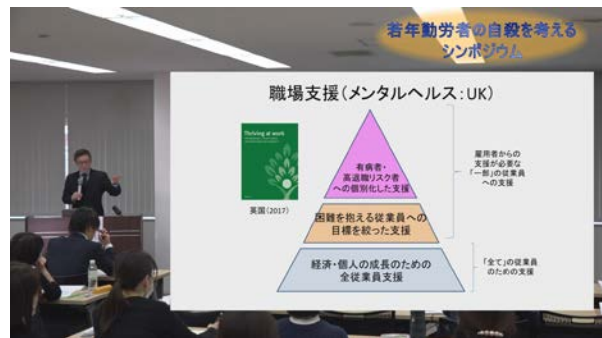 若年勤労者の自殺を考える
シンポジウム
職場支援(メンタルヘルス:UK)
Thriving at work
英国(2017)
有病者・
高退職リスク者
への個別化した支援
困難を抱える従業員への
目標を絞った支援
経済・個人の成長のための
全従業員支援
雇用者からの
支援が必要な
「一部」の従業員
への支援
「全て」の従業員
のための支援